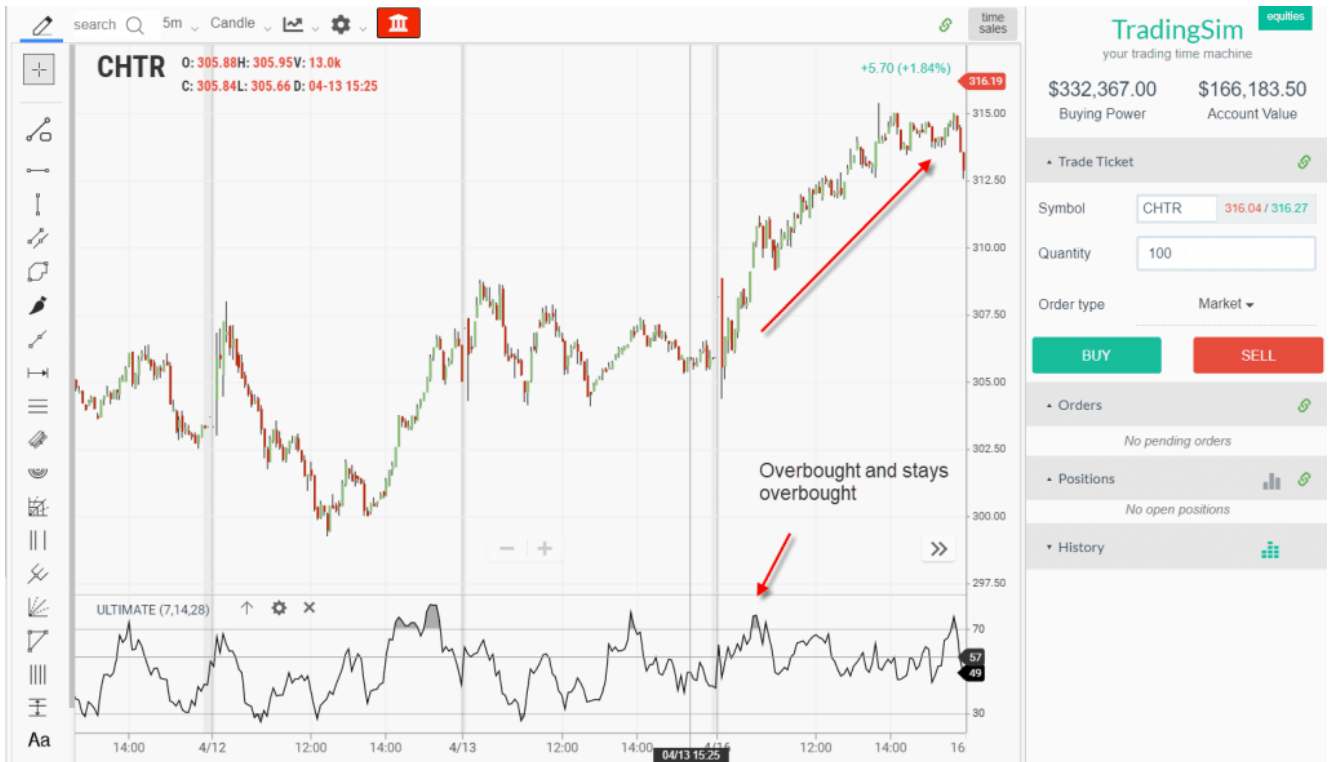 search 5m Candle
time
sales
CHTR O: 305.88H: 305.95V: 13.0k
C: 305.84L: 305.66 D: 04-13 15:25
+5.70 (+1.84%)
316.19
315.00
312.50
310.00
307.50
305.00
302.50
300.00
297.50
Overbought and stays
overbought
ULTIMATE (7,14,28)
70
57
49
30
14:00 4/12 12:00 14:00 4/13 12:00 14:00 4/16 12:00 14:00 16
04/13 15:25
Aa
equities
TradingSim
your trading time machine
$332,367.00 $166,183.50
Buying Power Account Value
Trade Ticket
Symbol CHTR 316.04 / 316.27
Quantity 100
Order type Market
BUY SELL
Orders
No pending orders
Positions
No open positions
History